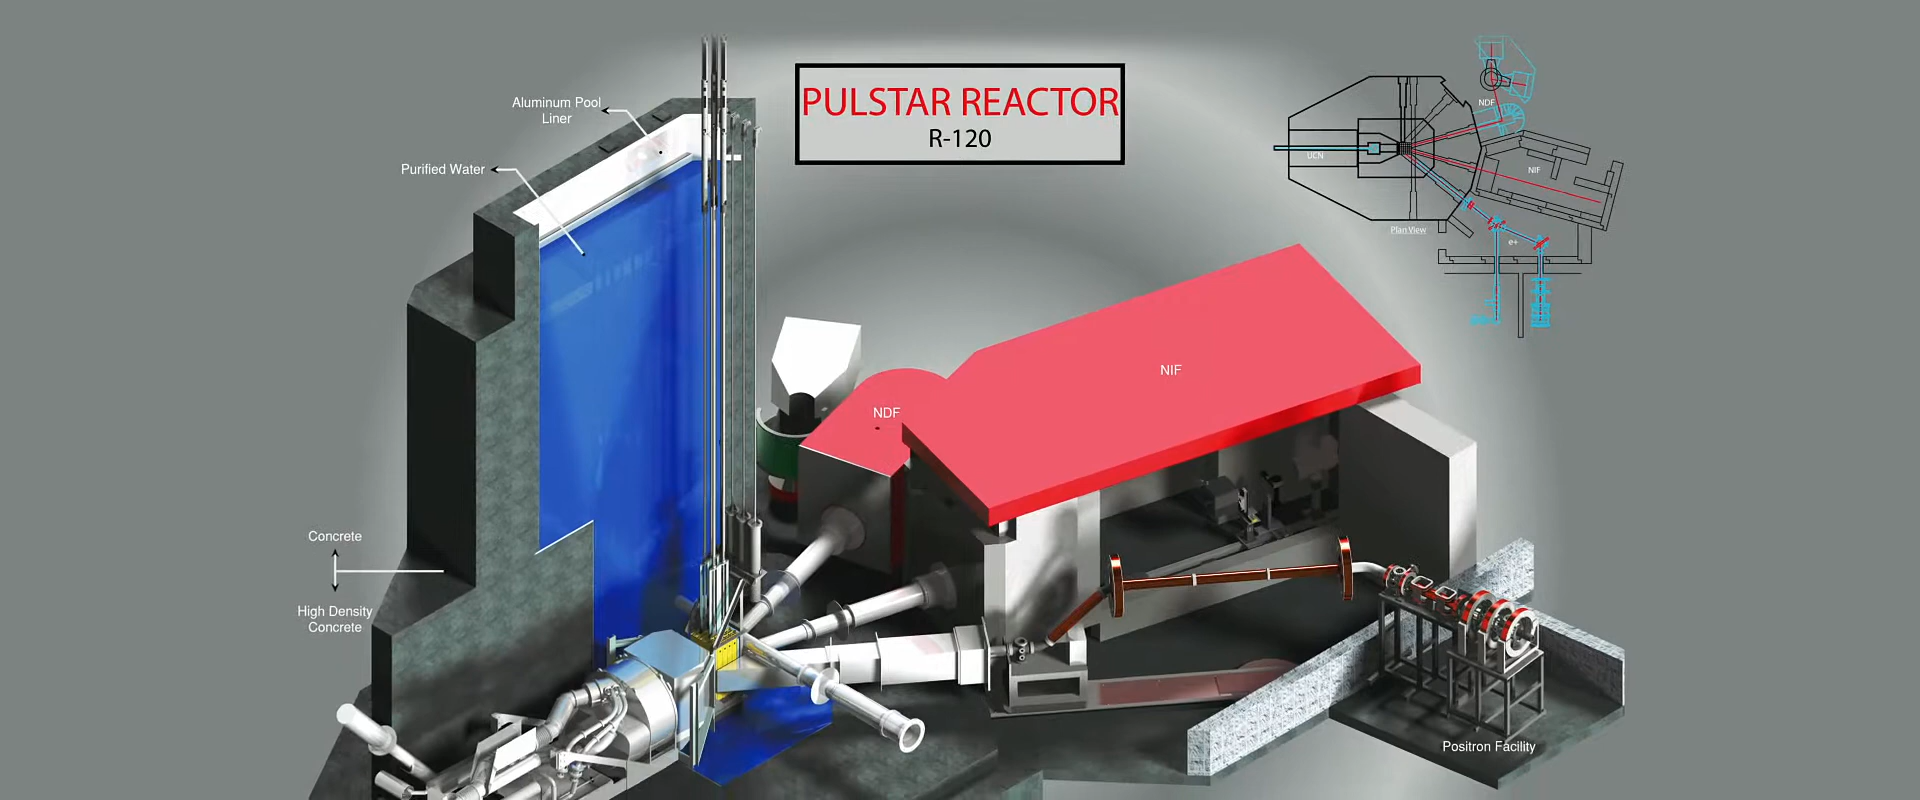 PULSTAR REACTOR
R-120
Aluminum Pool
Liner
Purified Water
NDF
UCN
NIF
Plan View
e+
NIF
NDF
Concrete
High Density
Concrete
Positron Facility